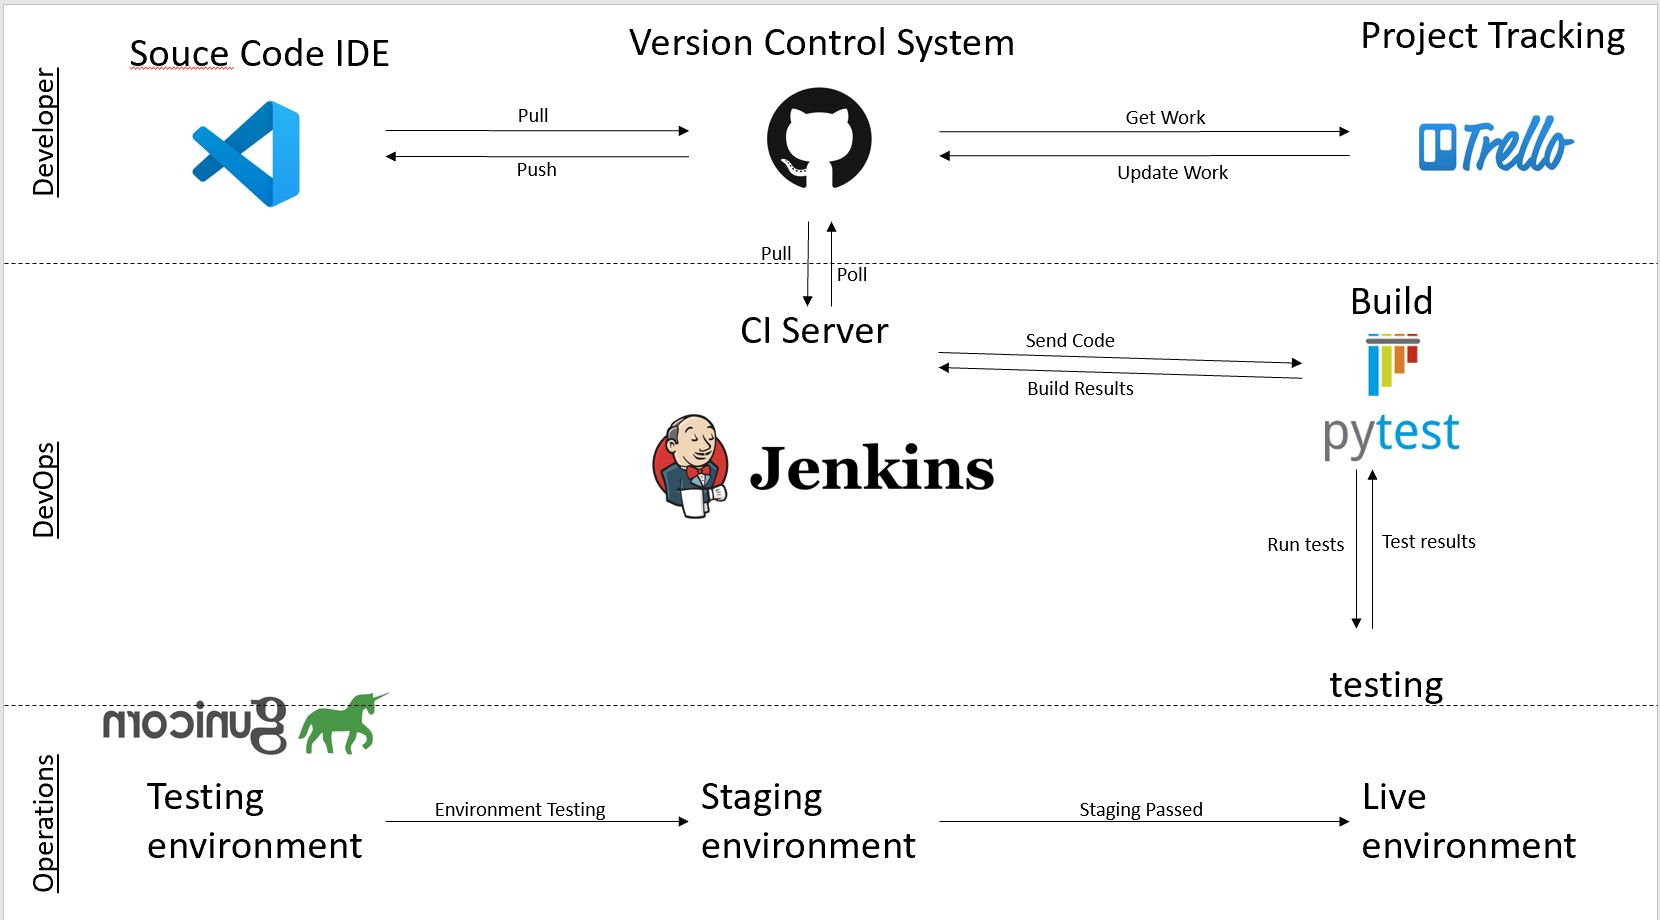 Souce Code IDE
Version Control System
Project Tracking
Developer
Pull
Push
Get Work
Update Work
Trello
Pull
Poll
CI Server
Build
Send Code
Build Results
pytest
DevOps
Jenkins
Run tests
Test results
testing
gunicorn
Operations
Testing
environment
Environment Testing
Staging
environment
Staging Passed
Live
environment